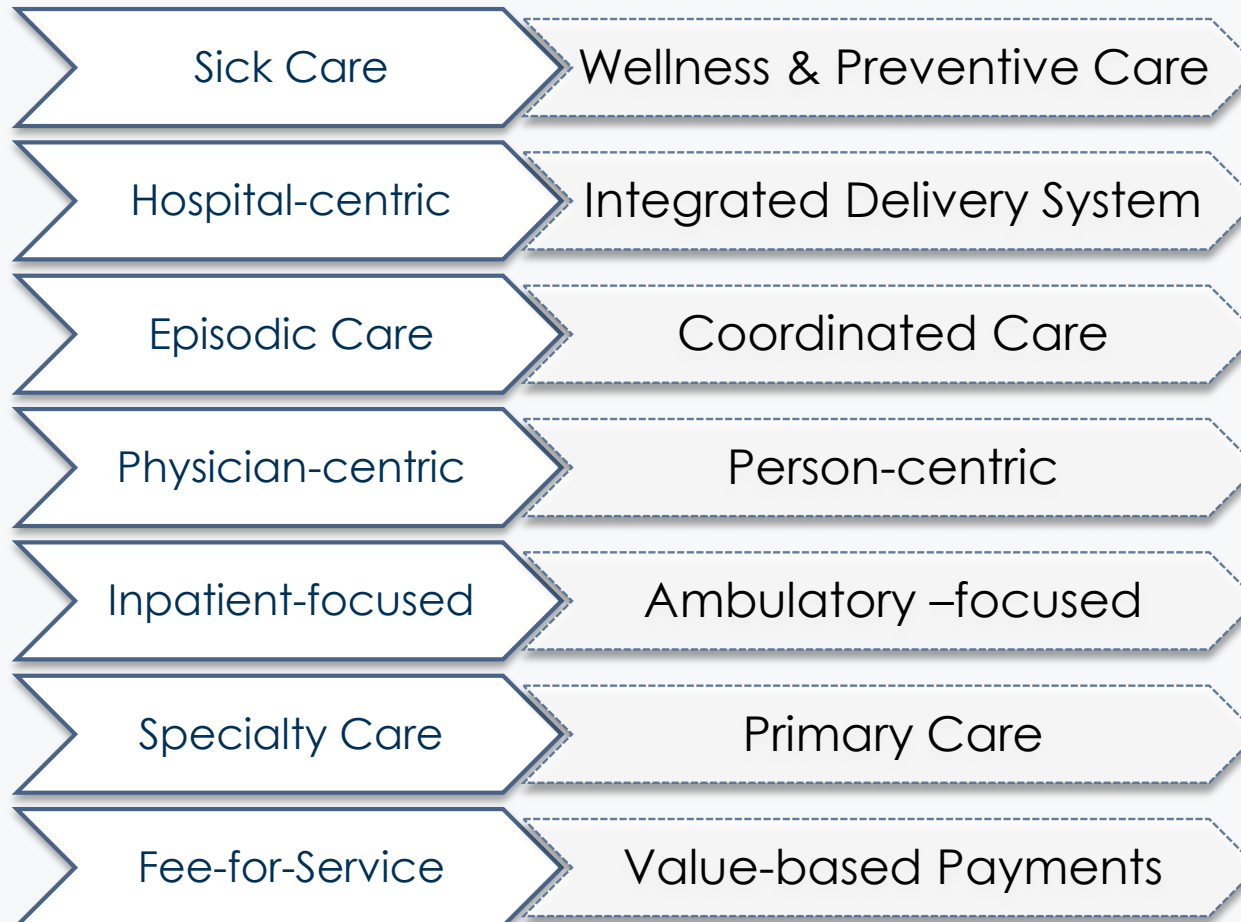 Sick Care
Wellness & Preventive Care
Hospital-centric
Integrated Delivery System
Episodic Care
Coordinated Care
Physician-centric
Person-centric
Inpatient-focused
Ambulatory –focused
Specialty Care
Primary Care
Fee-for-Service
Value-based Payments